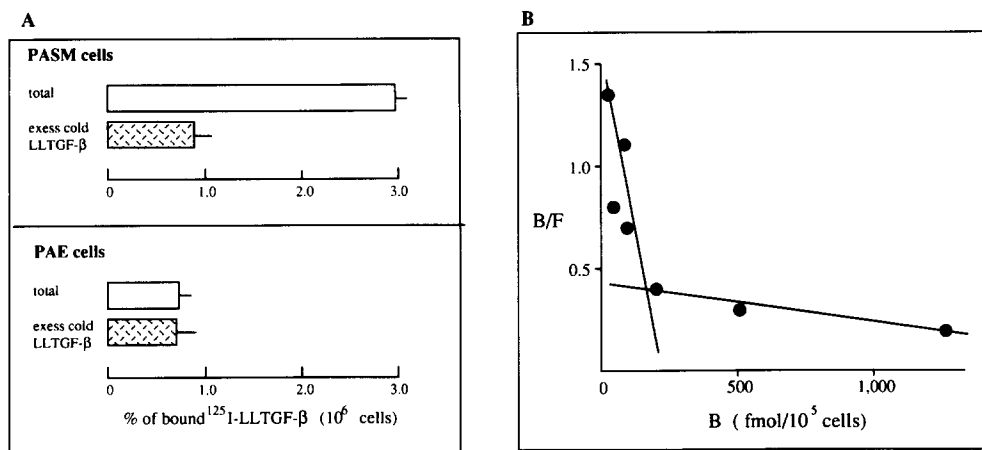 A
PASM cells
total
exess cold
LLTGF-β
0 1.0 2.0 3.0
PAE cells
total
exess cold
LLTGF-β
0 1.0 2.0 3.0
% of bound ¹²⁵I-LLTGF-β (10⁶ cells)
B
1.5
1.0
B/F
0.5
0 500 1,000
B ( fmol/10⁵ cells)